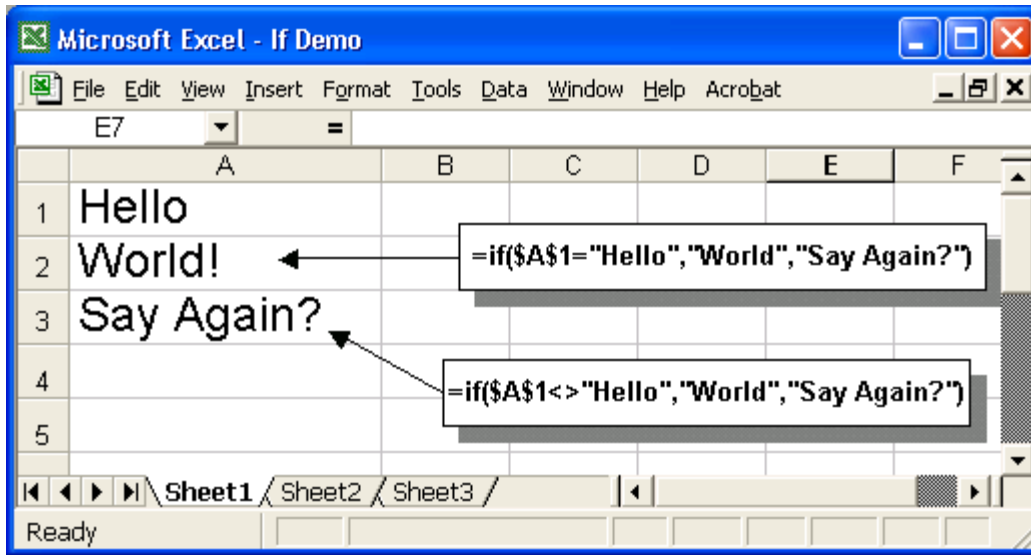 Microsoft Excel - If Demo
File Edit View Insert Format Tools Data Window Help Acrobat
E7 =
A B C D E F
1 Hello
2 World! =if($A$1="Hello","World","Say Again?")
3 Say Again?
4 =if($A$1<>"Hello","World","Say Again?")
5
Sheet1 Sheet2 Sheet3
Ready